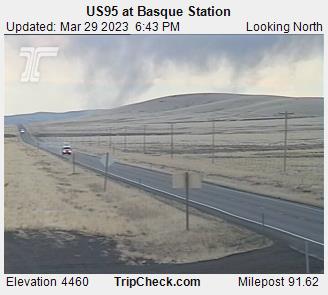 US95 at Basque Station
Updated: Mar 29 2023 6:43 PM Looking North
Elevation 4460 TripCheck.com Milepost 91.62